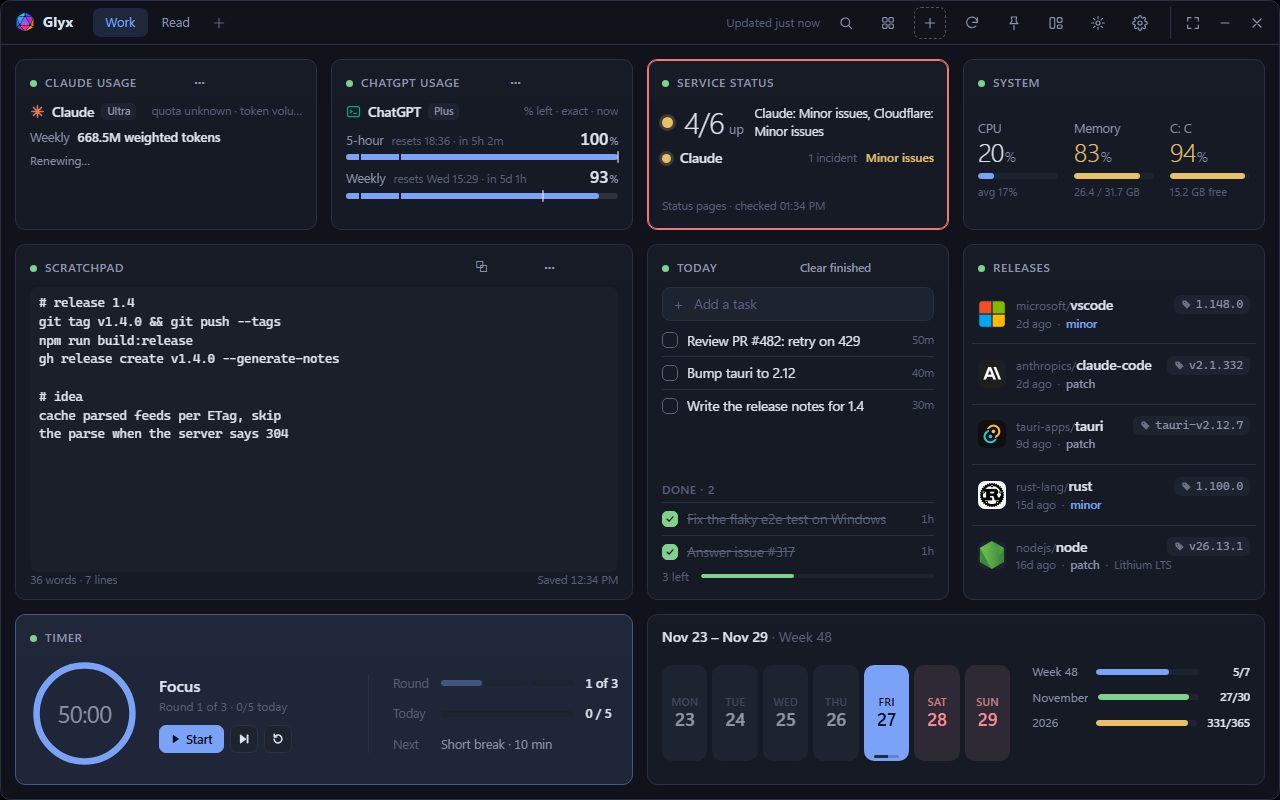 Glyx Work Read + Updated just now
CLAUDE USAGE ...
Claude Ultra quota unknown · token volu...
Weekly 668.5M weighted tokens
Renewing...
CHATGPT USAGE ...
ChatGPT Plus % left · exact · now
5-hour resets 18:36 · in 5h 2m 100%
Weekly resets Wed 15:29 · in 5d 1h 93%
SERVICE STATUS
4/6 up Claude: Minor issues, Cloudflare:
Minor issues
Claude 1 incident Minor issues
Status pages · checked 01:34 PM
SYSTEM
CPU Memory C: C
20% 83% 94%
avg 17% 26.4 / 31.7 GB 15.2 GB free
SCRATCHPAD ...
# release 1.4
git tag v1.4.0 && git push --tags
npm run build:release
gh release create v1.4.0 --generate-notes
# idea
cache parsed feeds per ETag, skip
the parse when the server says 304
36 words · 7 lines Saved 12:34 PM
TODAY Clear finished
+ Add a task
Review PR #482: retry on 429 50m
Bump tauri to 2.12 40m
Write the release notes for 1.4 30m
DONE · 2
Fix the flaky e2e test on Windows 1h
Answer issue #317 1h
3 left
RELEASES
microsoft/vscode 1.148.0
2d ago · minor
anthropics/claude-code v2.1.332
2d ago · patch
tauri-apps/tauri tauri-v2.12.7
9d ago · patch
rust-lang/rust 1.100.0
15d ago · minor
nodejs/node v26.13.1
16d ago · patch · Lithium LTS
TIMER
50:00
Focus
Round 1 of 3 · 0/5 today
Start
Round 1 of 3
Today 0 / 5
Next Short break · 10 min
Nov 23 – Nov 29 · Week 48
MON TUE WED THU FRI SAT SUN
23 24 25 26 27 28 29
Week 48 5/7
November 27/30
2026 331/365